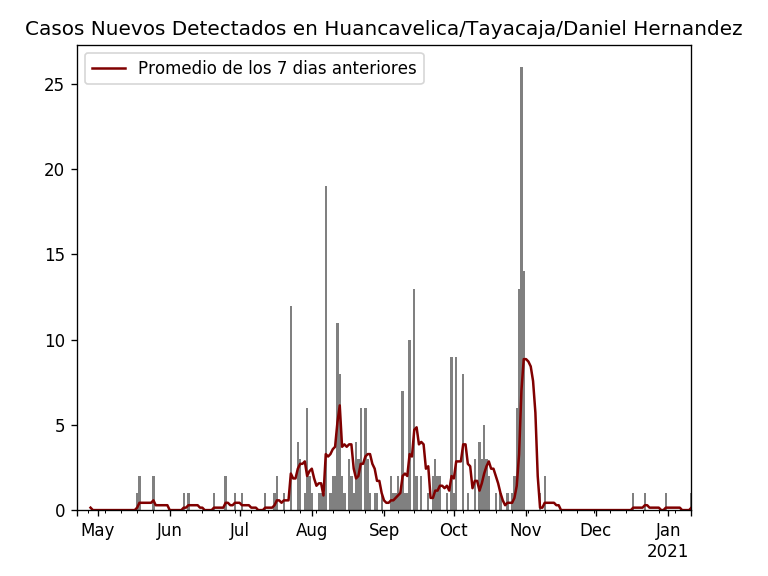 Casos Nuevos Detectados en Huancavelica/Tayacaja/Daniel Hernandez
Promedio de los 7 dias anteriores
25
20
15
10
5
0
May Jun Jul Aug Sep Oct Nov Dec Jan
2021